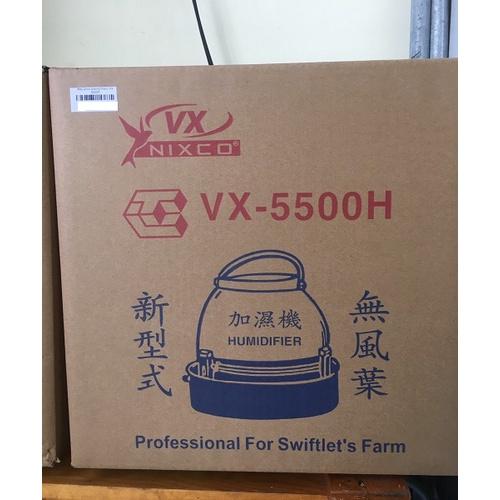 VX
NIXCO®
VX-5500H
新型式
加濕機
HUMIDIFIER
無風葉
Professional For Swiftlet's Farm